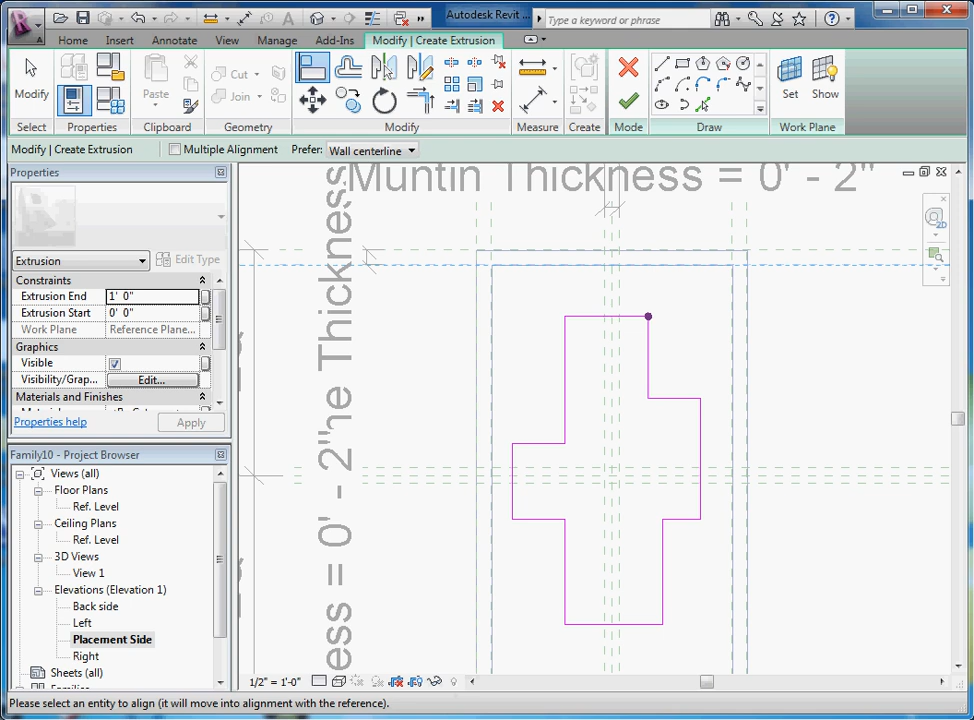 Autodesk Revit ...
Type a keyword or phrase
Home Insert Annotate View Manage Add-Ins Modify | Create Extrusion
Modify
Paste
Cut
Join
Set Show
Select Properties Clipboard Geometry Modify Measure Create Mode Draw Work Plane
Modify | Create Extrusion Multiple Alignment Prefer: Wall centerline
Properties
Extrusion Edit Type
Constraints
Extrusion End 1' 0"
Extrusion Start 0' 0"
Work Plane Reference Plane...
Graphics
Visible
Visibility/Grap... Edit...
Materials and Finishes
Properties help Apply
Family10 - Project Browser
Views (all)
Floor Plans
Ref. Level
Ceiling Plans
Ref. Level
3D Views
View 1
Elevations (Elevation 1)
Back side
Left
Placement Side
Right
Sheets (all)
Muntin Thickness = 0' - 2"
ne Thickness
ess = 0' - 2"
2D
1/2" = 1'-0"
Please select an entity to align (it will move into alignment with the reference).